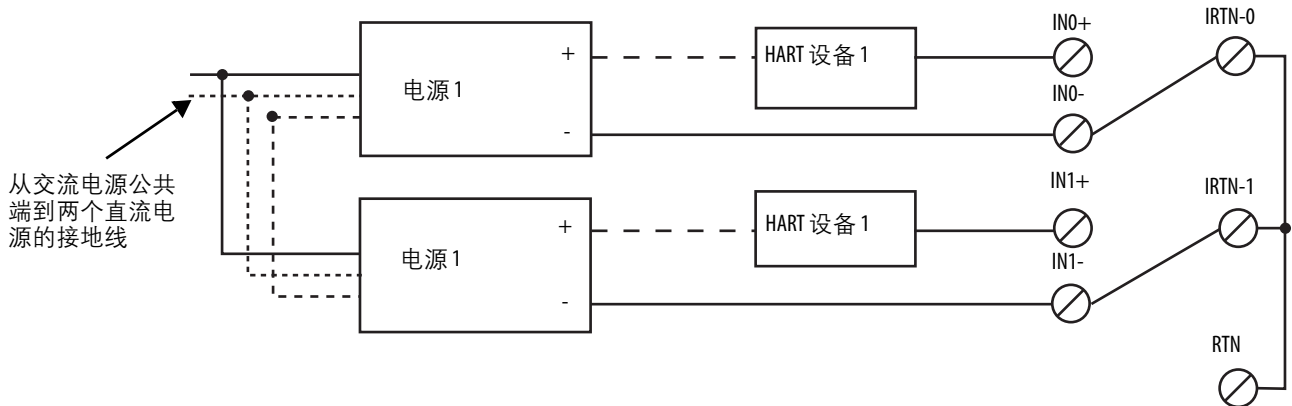 IN0+
IRTN-0
+
HART 设备 1
电源 1
IN0-
-
从交流电源公共
端到两个直流电
源的接地线
IN1+
IRTN-1
+
HART 设备 1
电源 1
IN1-
-
RTN